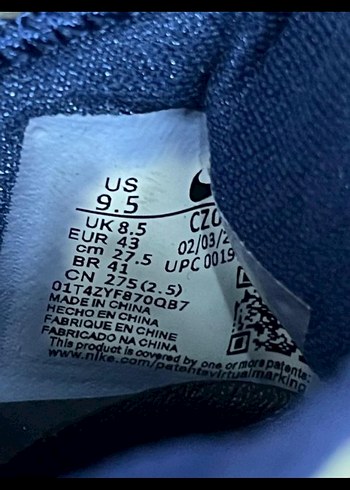 US
9.5
UK 8.5
EUR 43
cm 27.5
BR 41
CN 275 (2.5)
01T4ZYFB70QB7
MADE IN CHINA
HECHO EN CHINA
FABRIQUE EN CHINE
FABRICADO NA CHINA
This product is covered by one or more patents
www.nike.com/patentsvirtualmarking
02/03/2
UPC 0019